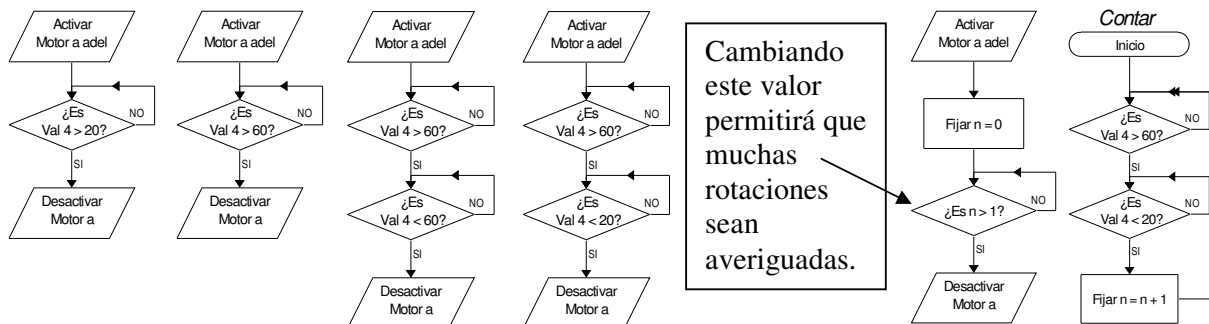 Activar
Motor a adel
¿Es
Val 4 > 20?
NO
SI
Desactivar
Motor a
Activar
Motor a adel
¿Es
Val 4 > 60?
NO
SI
Desactivar
Motor a
Activar
Motor a adel
¿Es
Val 4 > 60?
NO
SI
¿Es
Val 4 < 60?
NO
SI
Desactivar
Motor a
Activar
Motor a adel
¿Es
Val 4 > 60?
NO
SI
¿Es
Val 4 < 20?
NO
SI
Desactivar
Motor a
Cambiando
este valor
permitirá que
muchas
rotaciones
sean
averiguadas.
Activar
Motor a adel
Fijar n = 0
¿Es n > 1?
NO
SI
Desactivar
Motor a
Contar
Inicio
¿Es
Val 4 > 60?
NO
SI
¿Es
Val 4 < 20?
NO
SI
Fijar n = n + 1